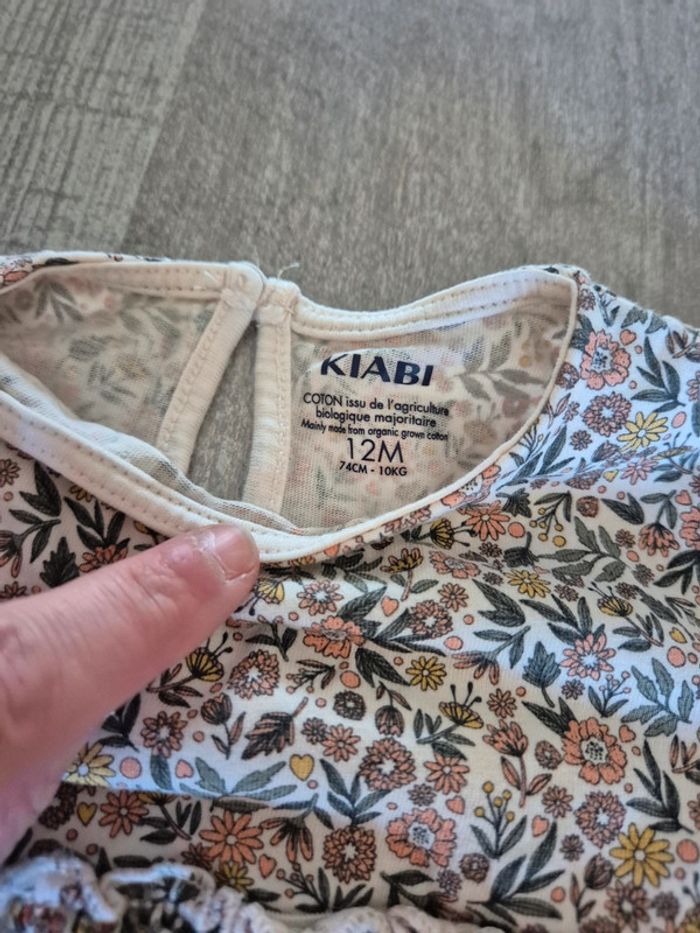 KIABI
COTON issu de l'agriculture
biologique majoritaire
Mainly made from organic grown cotton
12M
74CM - 10KG